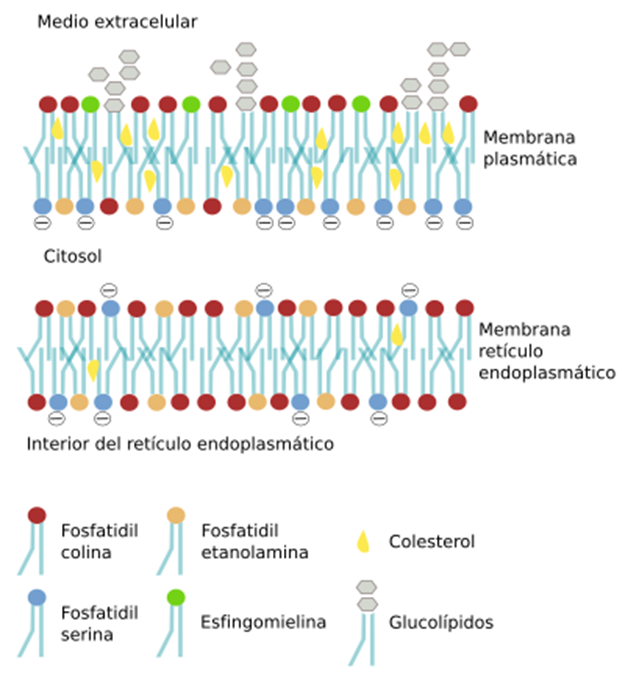 Medio extracelular
Membrana
plasmática
Citosol
Membrana
retículo
endoplasmático
Interior del retículo endoplasmático
Fosfatidil
colina
Fosfatidil
etanolamina
Colesterol
Fosfatidil
serina
Esfingomielina
Glucolípidos